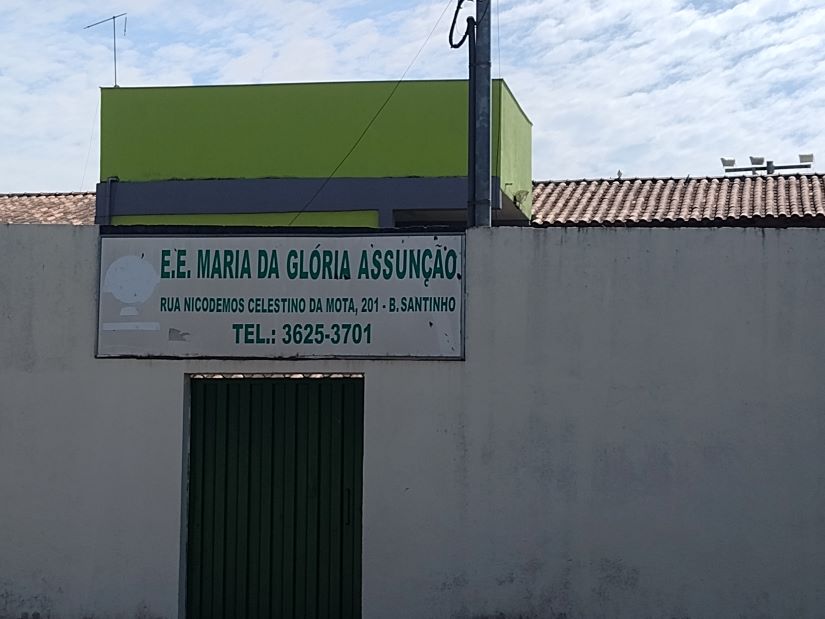 E.E. MARIA DA GLÓRIA ASSUNÇÃO
RUA NICODEMOS CELESTINO DA MOTA, 201 - B. SANTINHO
TEL.: 3625-3701